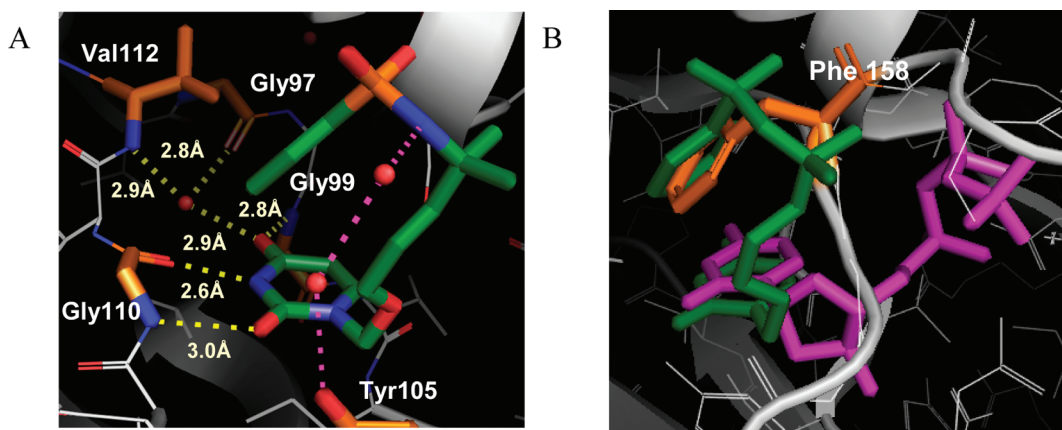 A
B
Val112
Gly97
Phe 158
2.8Å
2.9Å
Gly99
2.8Å
2.9Å
2.6Å
Gly110
3.0Å
Tyr105